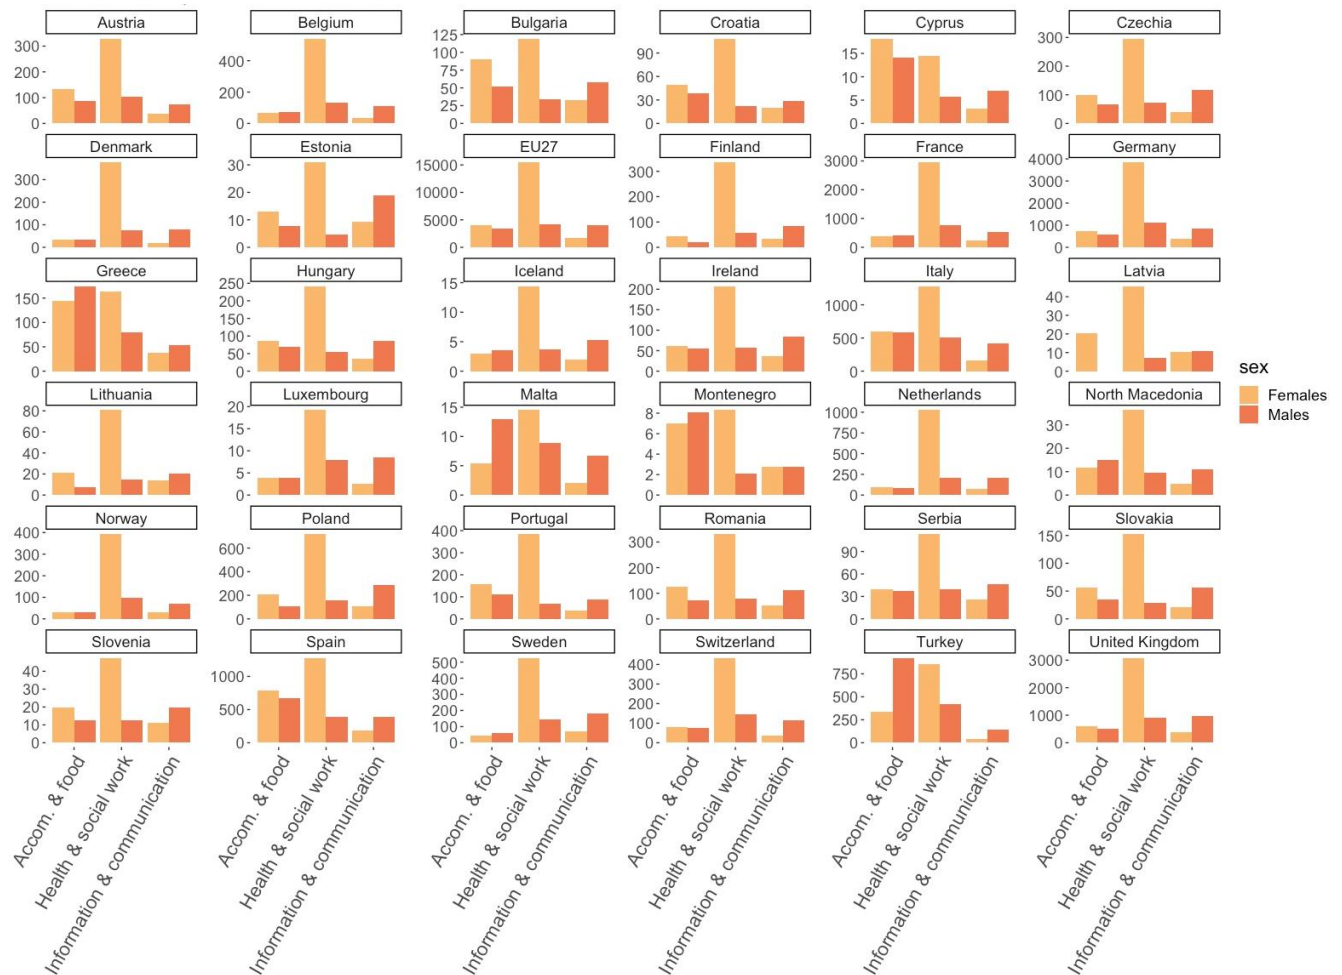 Austria
300
200
100
0
Belgium
400
200
0
Bulgaria
125
100
75
50
25
0
Croatia
90
60
30
0
Cyprus
15
10
5
0
Czechia
300
200
100
0
Denmark
300
200
100
0
Estonia
30
20
10
0
EU27
15000
10000
5000
0
Finland
300
200
100
0
France
3000
2000
1000
0
Germany
4000
3000
2000
1000
0
Greece
150
100
50
0
Hungary
250
200
150
100
50
0
Iceland
15
10
5
0
Ireland
200
150
100
50
0
Italy
1000
500
0
Latvia
40
30
20
10
0
Lithuania
80
60
40
20
0
Luxembourg
20
15
10
5
0
Malta
15
10
5
0
Montenegro
8
6
4
2
0
Netherlands
1000
750
500
250
0
North Macedonia
30
20
10
0
Norway
400
300
200
100
0
Poland
600
400
200
0
Portugal
400
300
200
100
0
Romania
300
200
100
0
Serbia
90
60
30
0
Slovakia
150
100
50
0
Slovenia
40
30
20
10
0
Spain
1000
500
0
Sweden
500
400
300
200
100
0
Switzerland
400
300
200
100
0
Turkey
750
500
250
0
United Kingdom
3000
2000
1000
0
Accom. & food
Health & social work
Information & communication
Accom. & food
Health & social work
Information & communication
Accom. & food
Health & social work
Information & communication
Accom. & food
Health & social work
Information & communication
Accom. & food
Health & social work
Information & communication
Accom. & food
Health & social work
Information & communication
sex
Females
Males